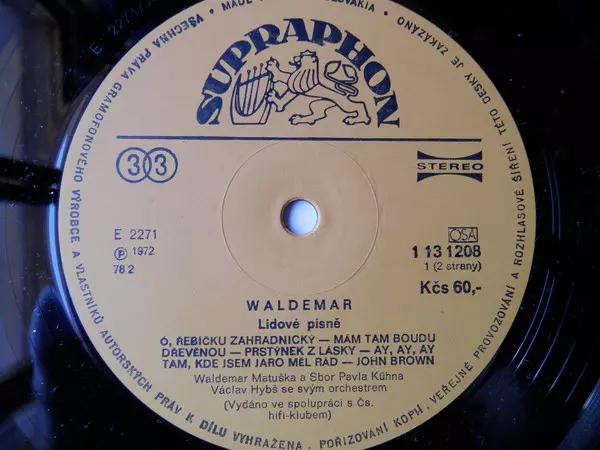 VŠECHNA PRÁVA GRAMOFONOVÉHO VÝROBCE A VLASTNÍKŮ AUTORSKÝCH PRÁV K DÍLU VYHRAŽENA. POŘIZOVÁNÍ KOPIÍ, VEŘEJNÉ PROVOZOVÁNÍ A ROZHLASOVÉ ŠÍŘENÍ TÉTO DESKY JE ZAKÁZÁNO
MADE
SUPRAPHON
33
STEREO
E 2271
Ⓟ 1972
78 2
OSA
1 13 1208
1 (2 strany)
Kčs 60,-
WALDEMAR
Lidové písně
Ó, ŘEBÍČKU ZAHRADNICKÝ — MÁM TAM BOUDU
DŘEVĚNOU — PRSTÝNEK Z LÁSKY — AY, AY, AY
TAM, KDE JSEM JARO MĚL RÁD — JOHN BROWN
Waldemar Matuška a Sbor Pavla Kühna
Václav Hybš se svým orchestrem
(Vydáno ve spolupráci s Čs.
hifi-klubem)